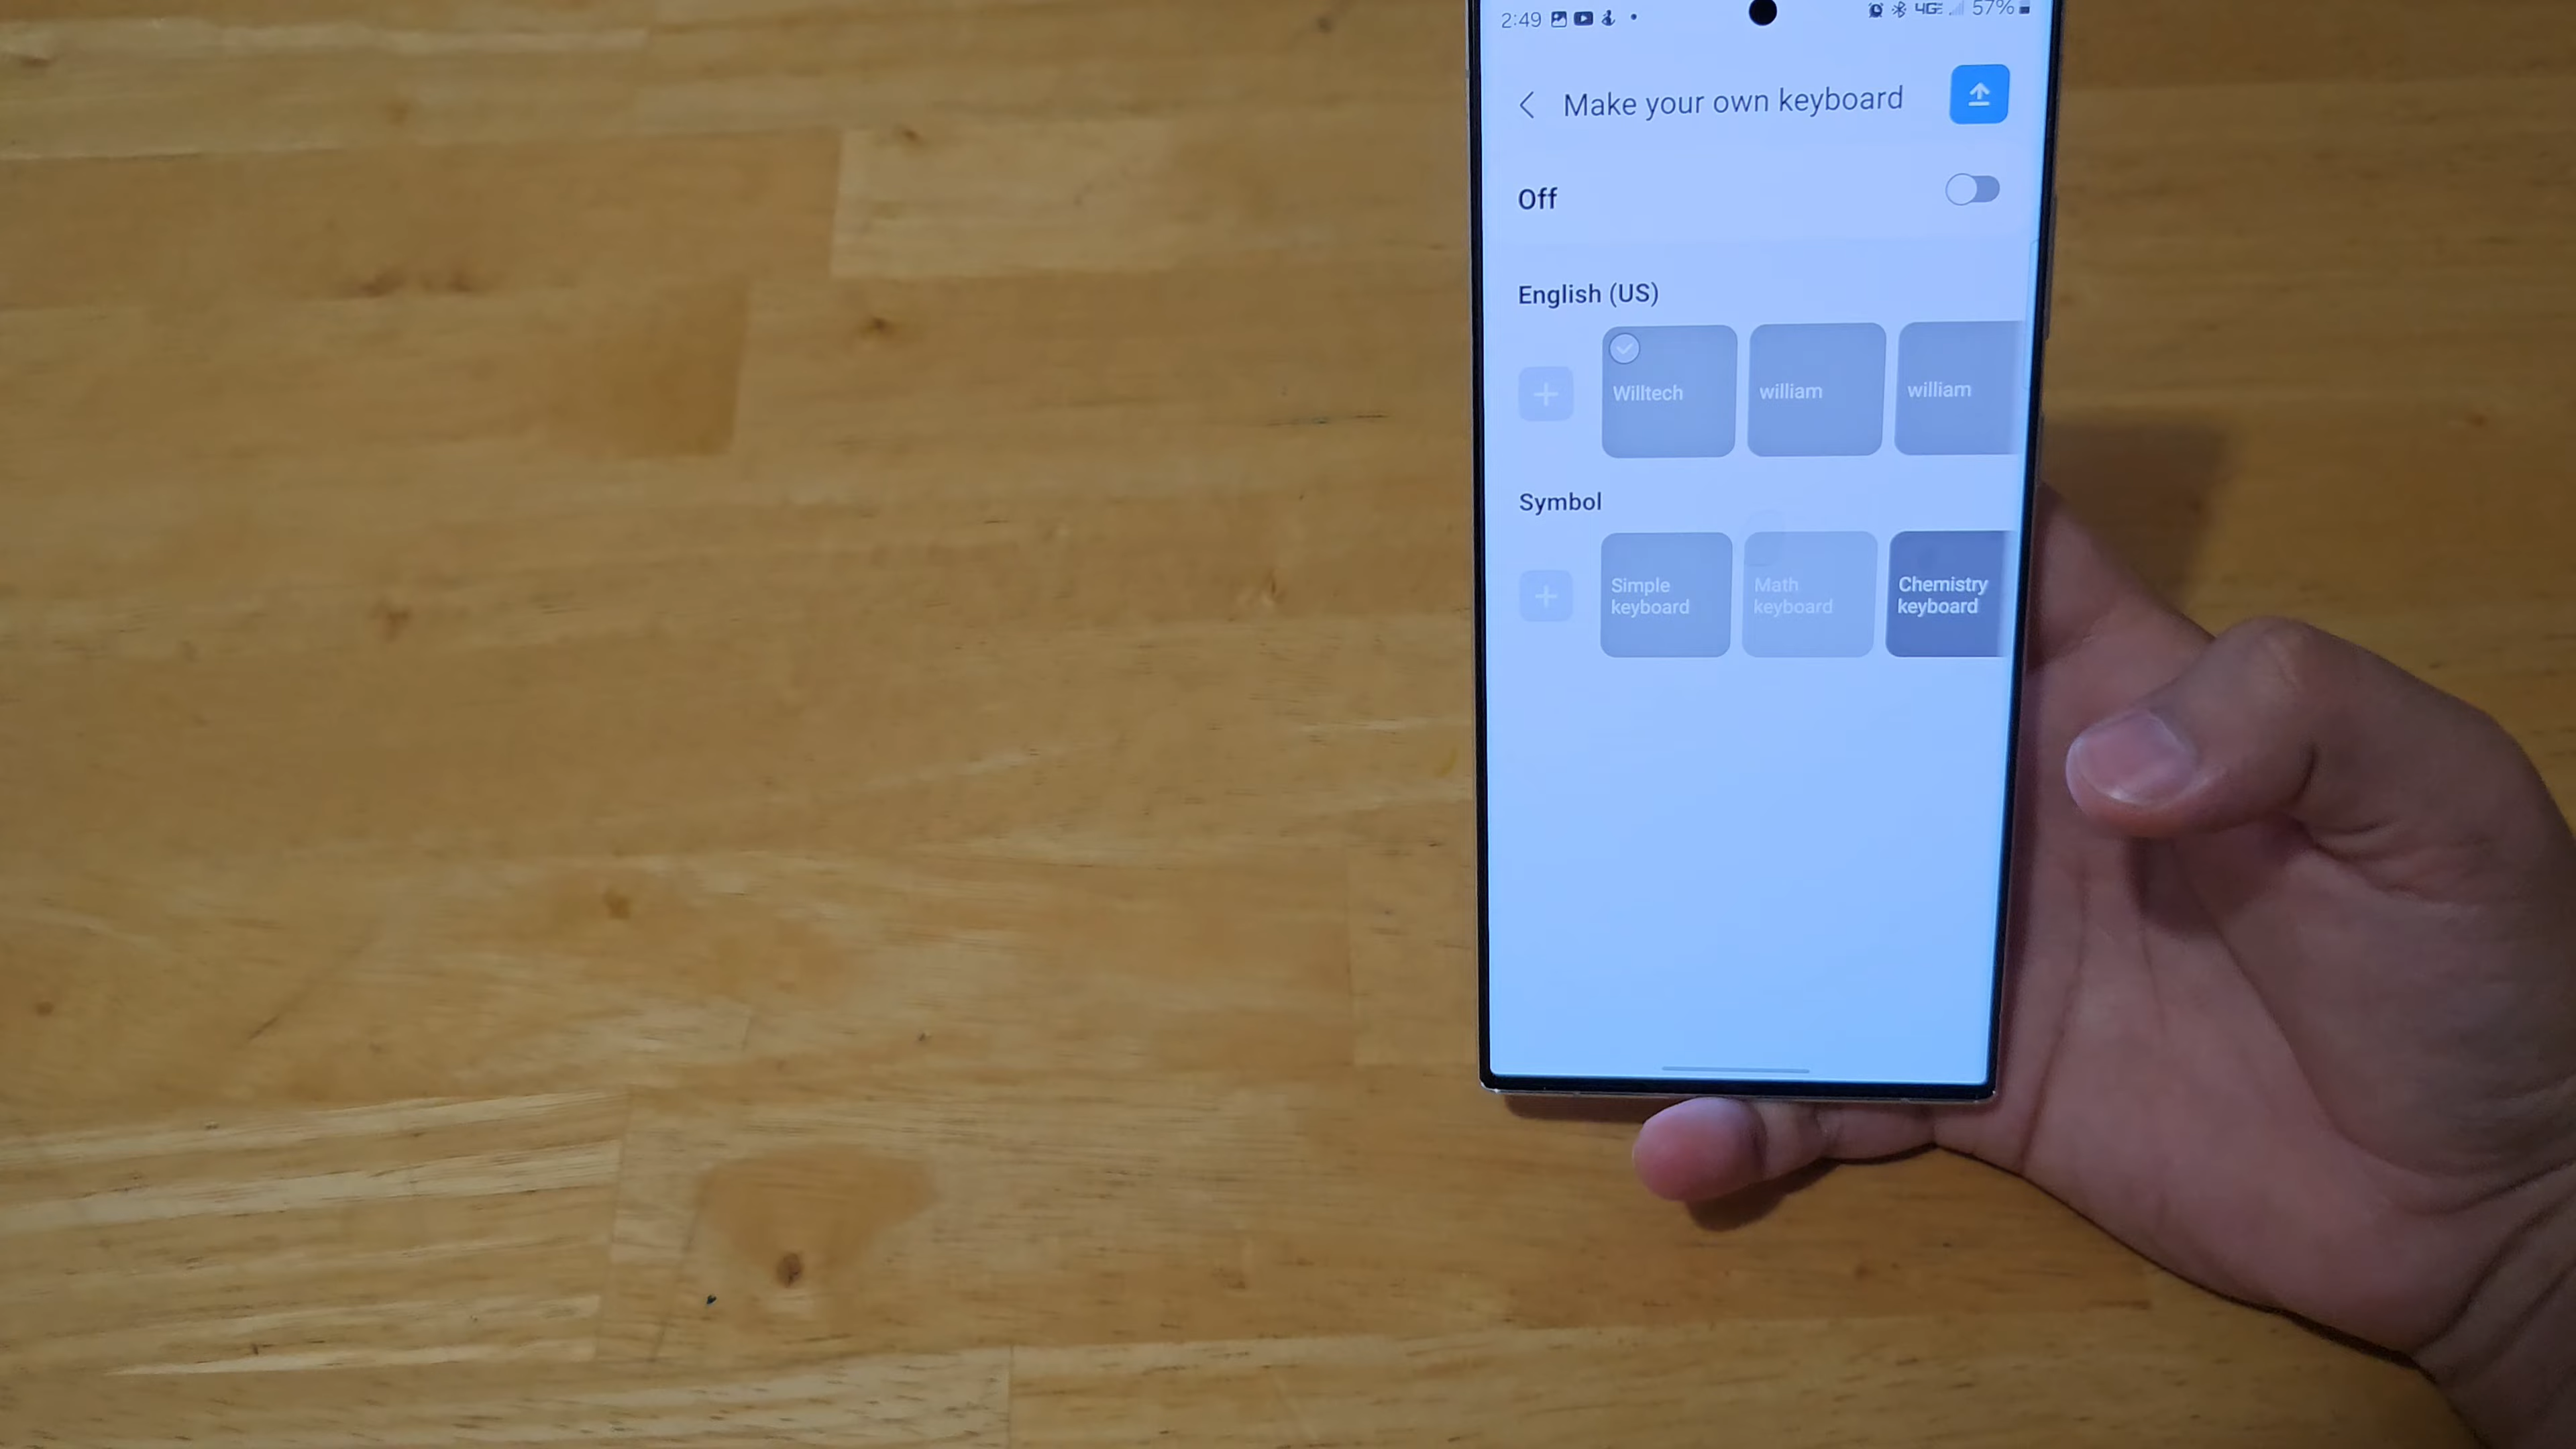 2:49 4GE 57%
Make your own keyboard
Off
English (US)
Willtech william william
Symbol
Simple keyboard
Math keyboard
Chemistry keyboard